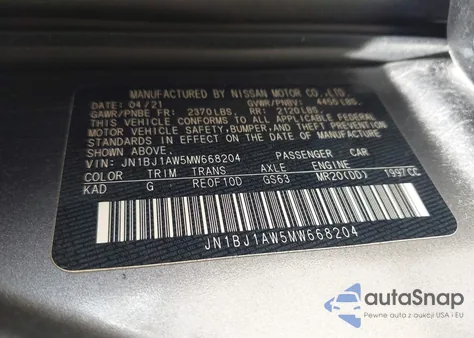 MANUFACTURED BY NISSAN MOTOR CO.,LTD.
DATE: 04/21 GVWR/PNBV: 4455LBS.
GAWR/PNBE FR: 2370LBS. RR: 2120LBS.
THIS VEHICLE CONFORMS TO ALL APPLICABLE FEDERAL
MOTOR VEHICLE SAFETY,BUMPER,AND THEFT PREVENTION
STANDARDS IN EFFECT ON THE DATE OF MANUFACTURE
SHOWN ABOVE.
VIN: JN1BJ1AW5MW668204 PASSENGER CAR
COLOR TRIM TRANS AXLE ENGINE
KAD G RE0F10D GS63 MR20(DD) 1997CC
JN1BJ1AW5MW668204
autoSnap
Pewne auta z aukcji USA i EU